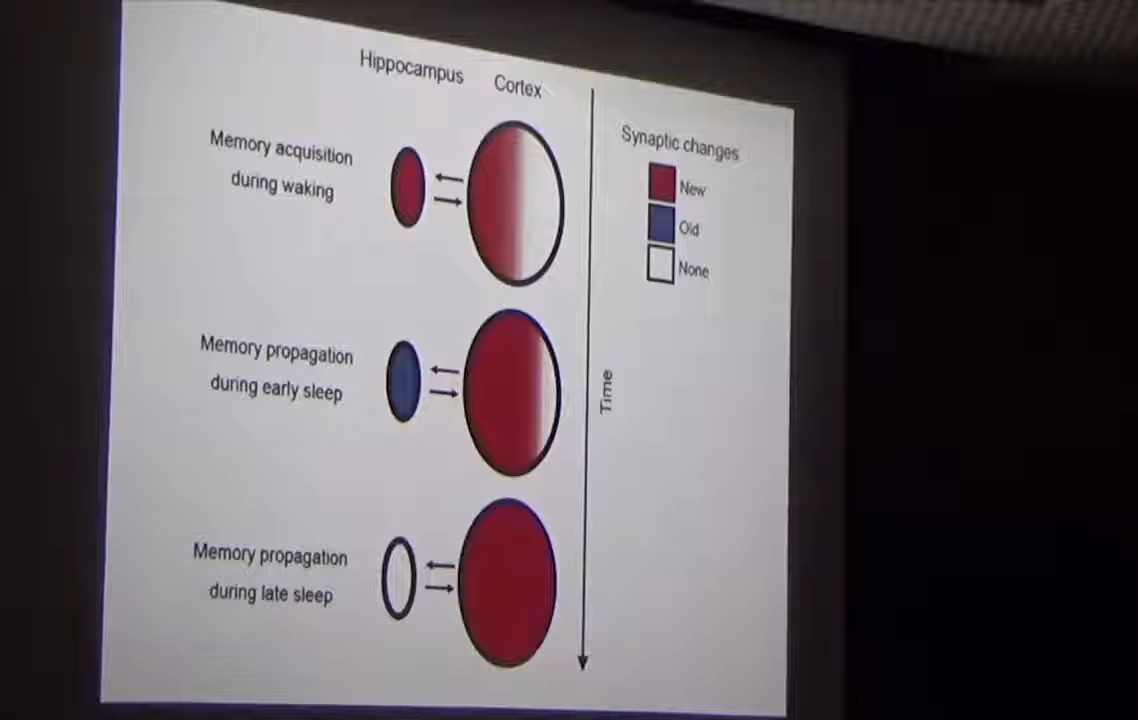 Hippocampus Cortex
Memory acquisition
during waking
Memory propagation
during early sleep
Memory propagation
during late sleep
Time
Synaptic changes
New
Old
None